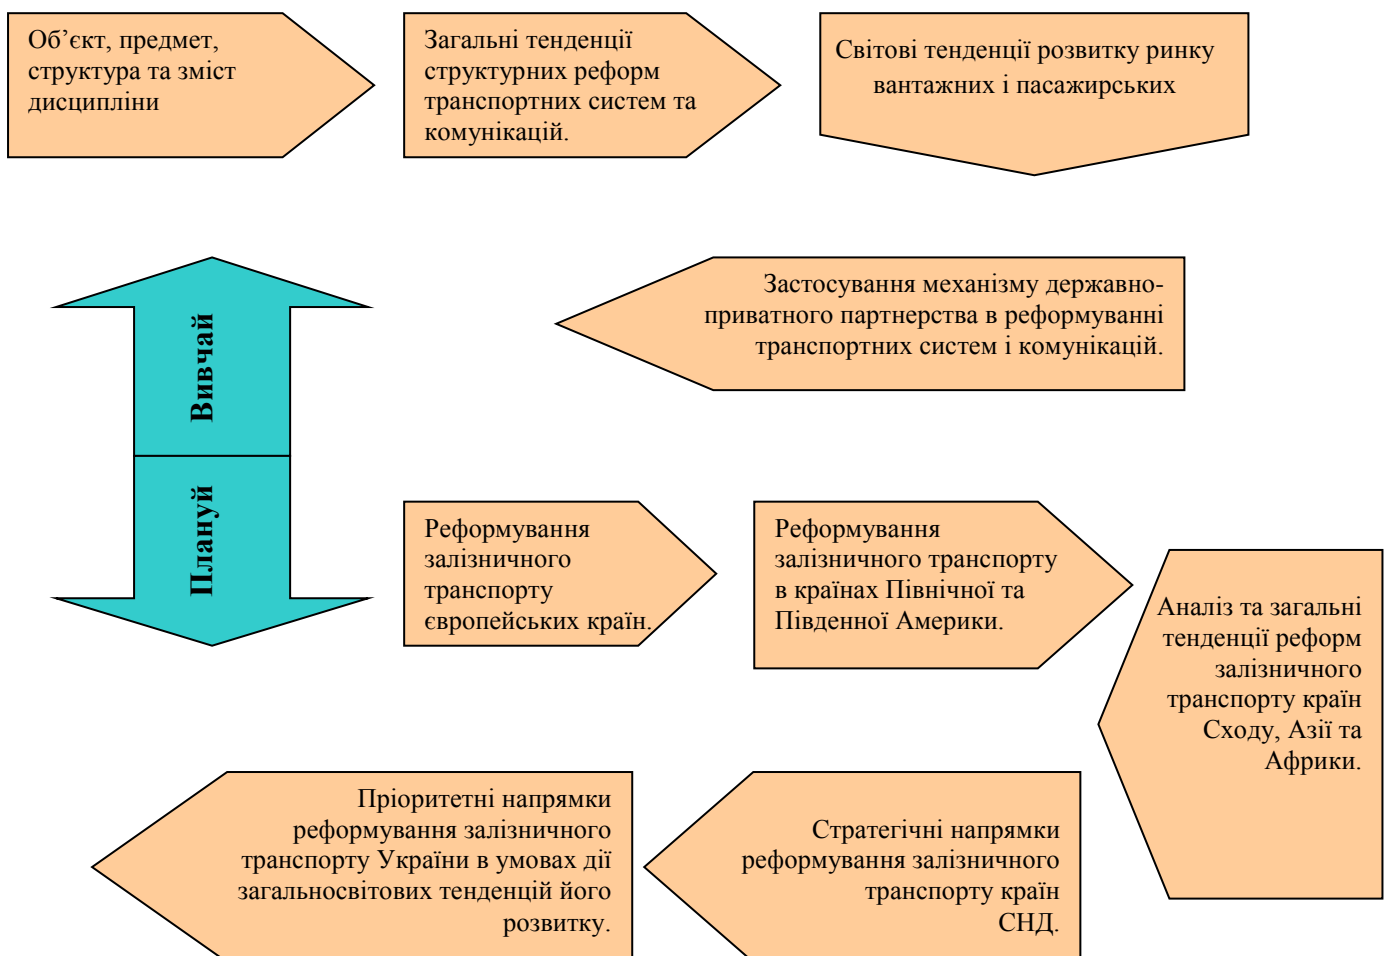 Об’єкт, предмет,
структура та зміст
дисципліни
Загальні тенденції
структурних реформ
транспортних систем та
комунікацій.
Світові тенденції розвитку ринку
вантажних і пасажирських
Застосування механізму державно-
приватного партнерства в реформуванні
транспортних систем і комунікацій.
Вивчай
Плануй
Реформування
залізничного
транспорту
європейських країн.
Реформування
залізничного транспорту
в країнах Північної та
Південної Америки.
Аналіз та загальні
тенденції реформ
залізничного
транспорту країн
Сходу, Азії та
Африки.
Стратегічні напрямки
реформування залізничного
транспорту країн
СНД.
Пріоритетні напрямки
реформування залізничного
транспорту України в умовах дії
загальносвітових тенденцій його
розвитку.